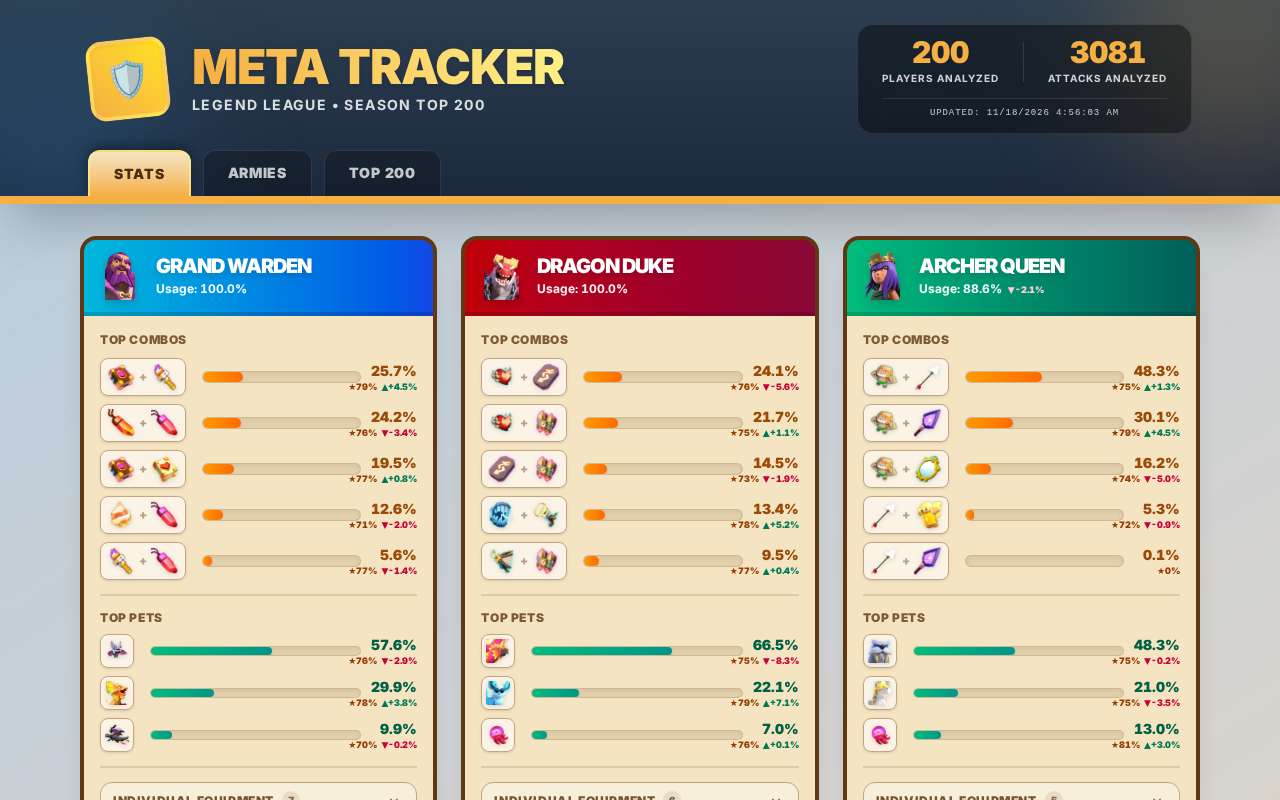 META TRACKER
LEGEND LEAGUE • SEASON TOP 200
200
PLAYERS ANALYZED
3081
ATTACKS ANALYZED
UPDATED: 11/18/2026 4:56:03 AM
STATS
ARMIES
TOP 200
GRAND WARDEN
Usage: 100.0%
TOP COMBOS
+ 25.7%
★79% ▲+4.5%
+ 24.2%
★76% ▼-3.4%
+ 19.5%
★77% ▲+0.8%
+ 12.6%
★71% ▼-2.0%
+ 5.6%
★77% ▼-1.4%
TOP PETS
57.6%
★76% ▼-2.9%
29.9%
★78% ▲+3.8%
9.9%
★70% ▼-0.2%
INDIVIDUAL EQUIPMENT 7
DRAGON DUKE
Usage: 100.0%
TOP COMBOS
+ 24.1%
★76% ▼-5.6%
+ 21.7%
★75% ▲+1.1%
+ 14.5%
★73% ▼-1.9%
+ 13.4%
★78% ▲+5.2%
+ 9.5%
★77% ▲+0.4%
TOP PETS
66.5%
★75% ▼-8.3%
22.1%
★79% ▲+7.1%
7.0%
★76% ▲+0.1%
INDIVIDUAL EQUIPMENT 6
ARCHER QUEEN
Usage: 88.6% ▼-2.1%
TOP COMBOS
+ 48.3%
★75% ▲+1.3%
+ 30.1%
★79% ▲+4.5%
+ 16.2%
★74% ▼-5.0%
+ 5.3%
★72% ▼-0.9%
+ 0.1%
★0%
TOP PETS
48.3%
★75% ▼-0.2%
21.0%
★75% ▼-3.5%
13.0%
★81% ▲+3.0%
INDIVIDUAL EQUIPMENT 5